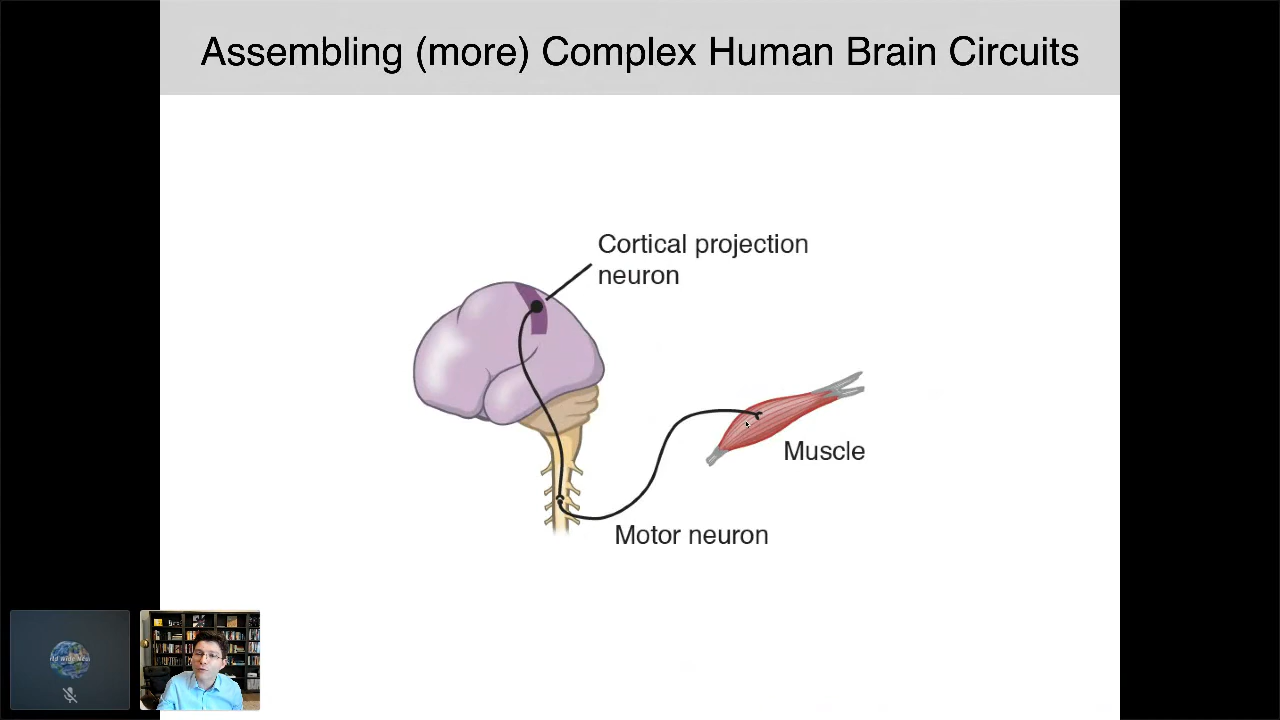 Assembling (more) Complex Human Brain Circuits
Cortical projection
neuron
Muscle
Motor neuron